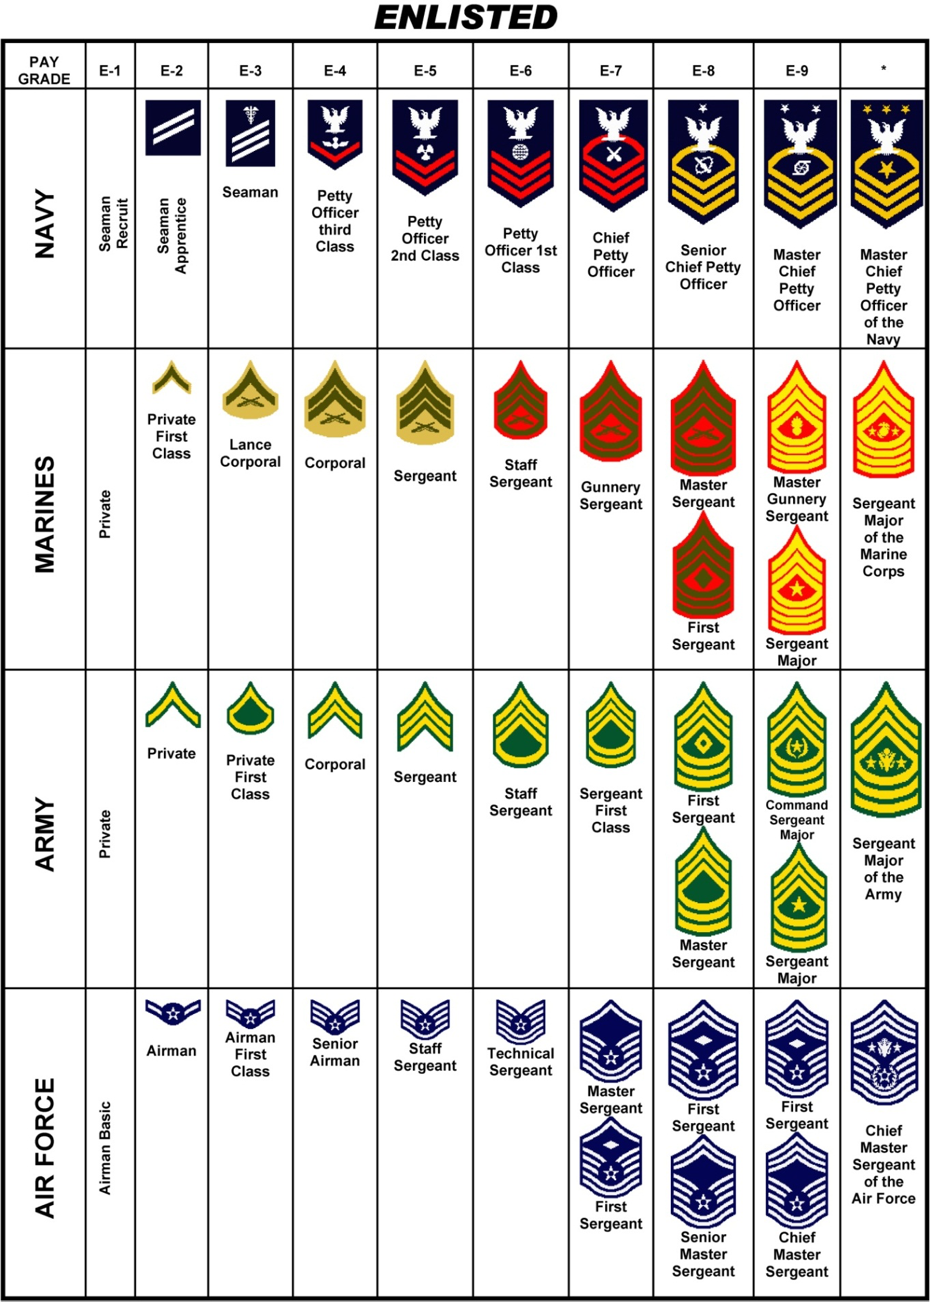 ENLISTED
PAY
GRADE
E-1
E-2
E-3
E-4
E-5
E-6
E-7
E-8
E-9
*
NAVY
Seaman
Recruit
Seaman
Apprentice
Seaman
Petty
Officer
third
Class
Petty
Officer
2nd Class
Petty
Officer 1st
Class
Chief
Petty
Officer
Senior
Chief Petty
Officer
Master
Chief
Petty
Officer
Master
Chief
Petty
Officer
of the
Navy
MARINES
Private
Private
First
Class
Lance
Corporal
Corporal
Sergeant
Staff
Sergeant
Gunnery
Sergeant
Master
Sergeant
First
Sergeant
Master
Gunnery
Sergeant
Sergeant
Major
Sergeant
Major
of the
Marine
Corps
ARMY
Private
Private
Private
First
Class
Corporal
Sergeant
Staff
Sergeant
Sergeant
First
Class
First
Sergeant
Master
Sergeant
Command
Sergeant
Major
Sergeant
Major
Sergeant
Major
of the
Army
AIR FORCE
Airman Basic
Airman
Airman
First
Class
Senior
Airman
Staff
Sergeant
Technical
Sergeant
Master
Sergeant
First
Sergeant
First
Sergeant
Senior
Master
Sergeant
First
Sergeant
Chief
Master
Sergeant
Chief
Master
Sergeant
of the
Air Force